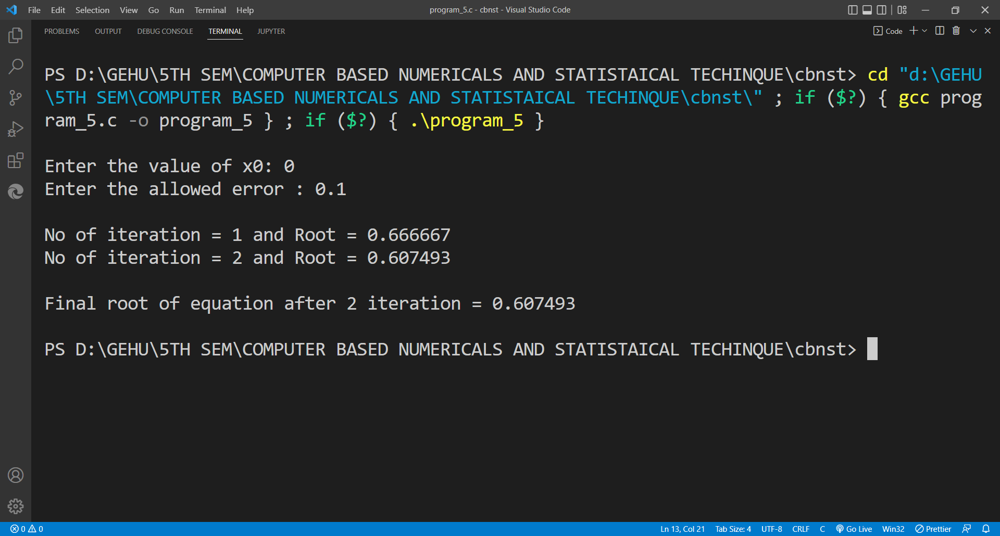 File Edit Selection View Go Run Terminal Help program_5.c - cbnst - Visual Studio Code
PROBLEMS OUTPUT DEBUG CONSOLE TERMINAL JUPYTER Code
PS D:\GEHU\5TH SEM\COMPUTER BASED NUMERICALS AND STATISTAICAL TECHINQUE\cbnst> cd "d:\GEHU
\5TH SEM\COMPUTER BASED NUMERICALS AND STATISTAICAL TECHINQUE\cbnst\" ; if ($?) { gcc prog
ram_5.c -o program_5 } ; if ($?) { .\program_5 }
Enter the value of x0: 0
Enter the allowed error : 0.1
No of iteration = 1 and Root = 0.666667
No of iteration = 2 and Root = 0.607493
Final root of equation after 2 iteration = 0.607493
PS D:\GEHU\5TH SEM\COMPUTER BASED NUMERICALS AND STATISTAICAL TECHINQUE\cbnst>
0 0 Ln 13, Col 21 Tab Size: 4 UTF-8 CRLF C Go Live Win32 Prettier